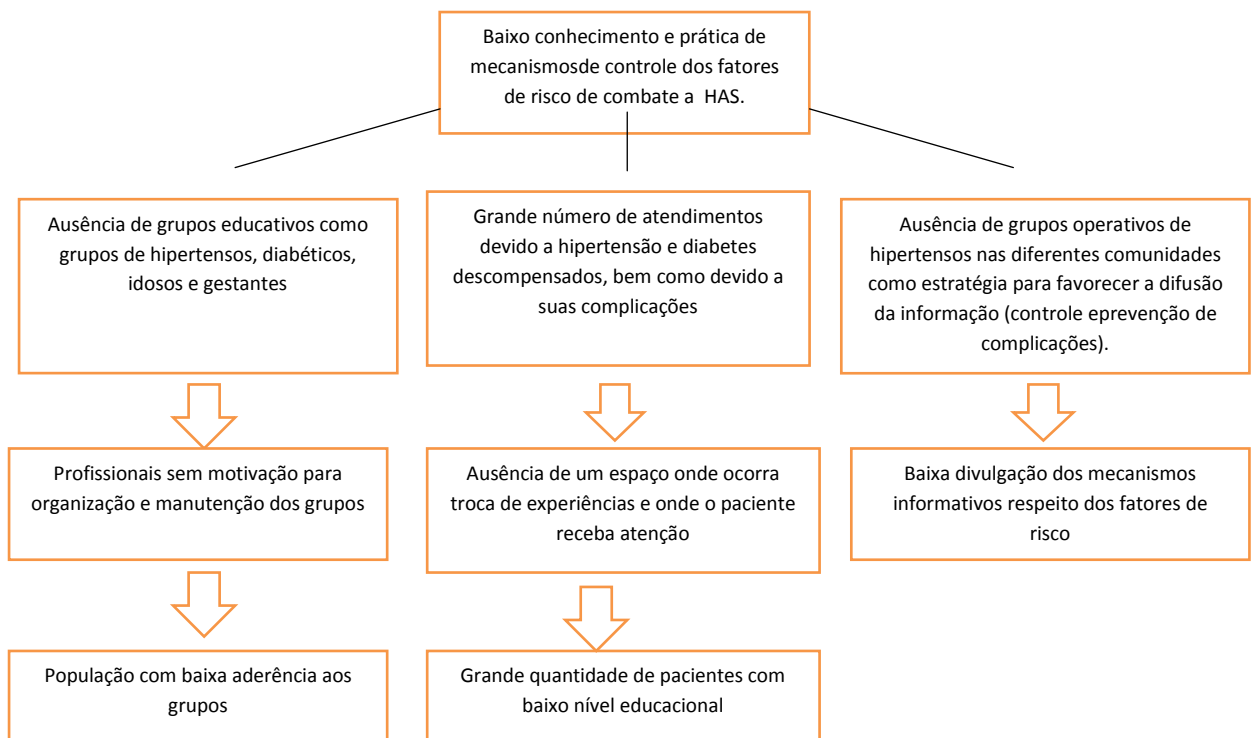 Baixo conhecimento e prática de
mecanismosde controle dos fatores
de risco de combate a HAS.
Ausência de grupos educativos como
grupos de hipertensos, diabéticos,
idosos e gestantes
Grande número de atendimentos
devido a hipertensão e diabetes
descompensados, bem como devido a
suas complicações
Ausência de grupos operativos de
hipertensos nas diferentes comunidades
como estratégia para favorecer a difusão
da informação (controle eprevenção de
complicações).
Profissionais sem motivação para
organização e manutenção dos grupos
Ausência de um espaço onde ocorra
troca de experiências e onde o paciente
receba atenção
Baixa divulgação dos mecanismos
informativos respeito dos fatores de
risco
População com baixa aderência aos
grupos
Grande quantidade de pacientes com
baixo nível educacional